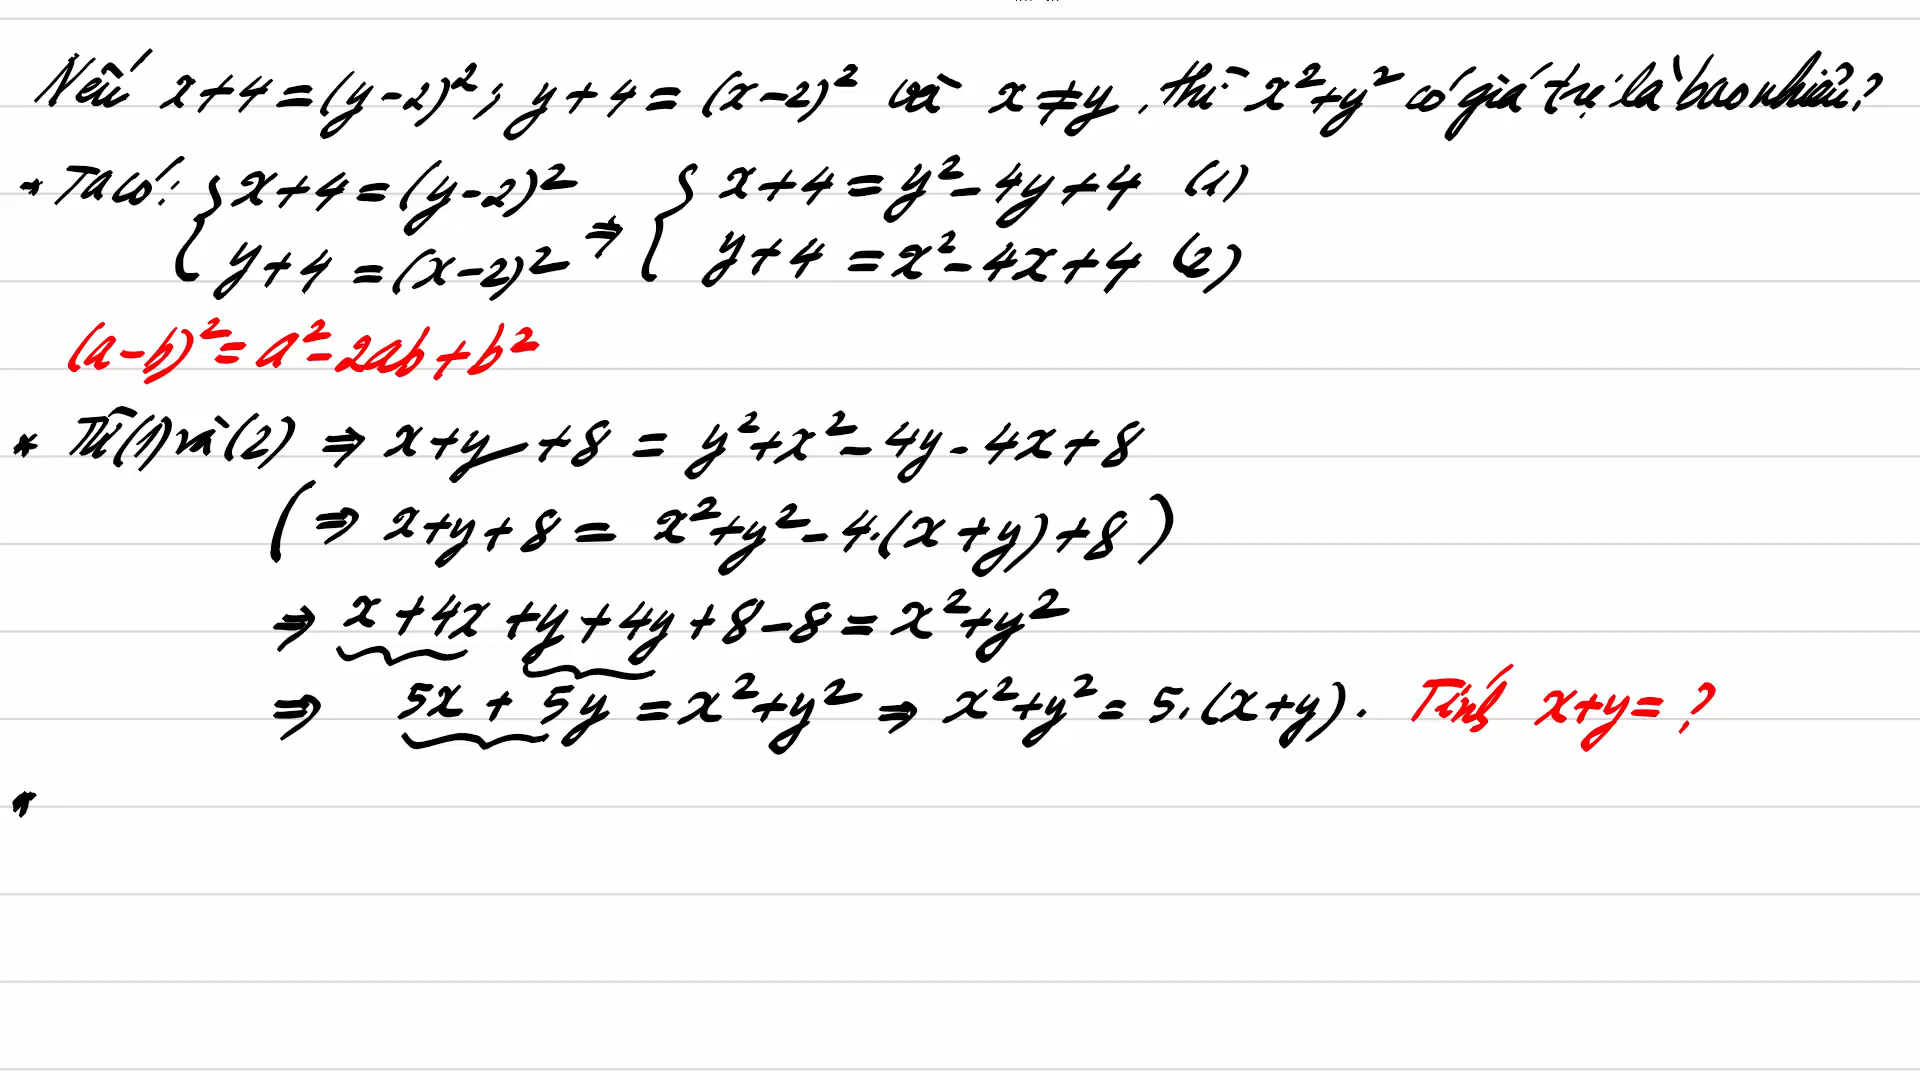 Nếu x+4=(y-2)²; y+4=(x-2)² và x≠y, thì x²+y² có giá trị là bao nhiêu?
* Ta có: { x+4=(y-2)² ⇒ { x+4=y²-4y+4 (1)
y+4=(x-2)² y+4=x²-4x+4 (2)
(a-b)²=a²-2ab+b²
* Từ (1) và (2) ⇒ x+y+8=y²+x²-4y-4x+8
(⇒ x+y+8=x²+y²-4.(x+y)+8)
⇒ x+4x+y+4y+8-8=x²+y²
⇒ 5x+5y=x²+y² ⇒ x²+y²=5.(x+y). Tính x+y=?
*